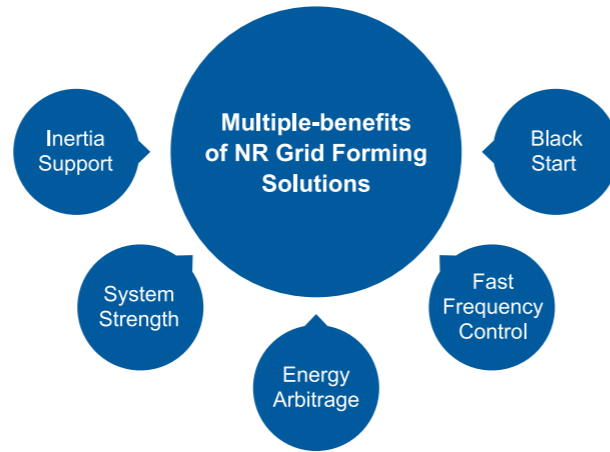 Multiple-benefits
of NR Grid Forming
Solutions
Inertia
Support
System
Strength
Energy
Arbitrage
Fast
Frequency
Control
Black
Start